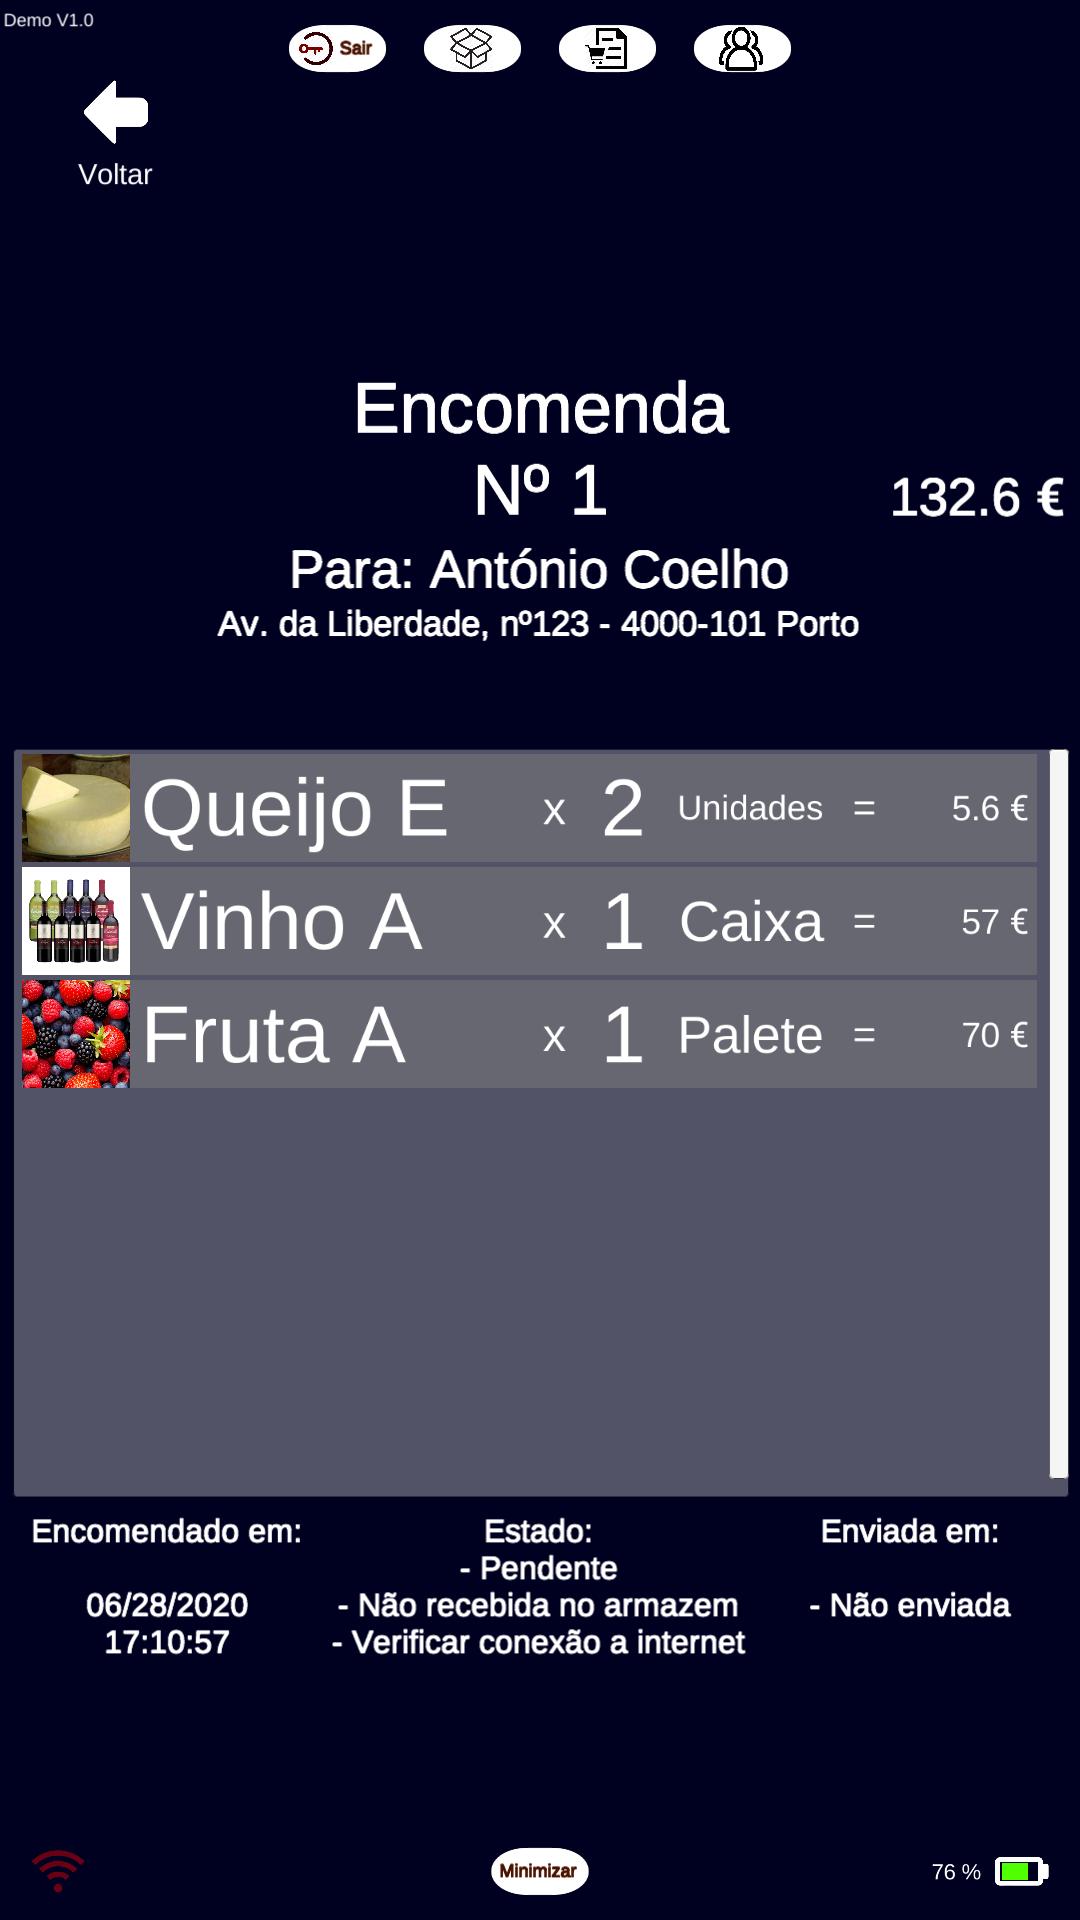 Demo V1.0
Sair
Voltar
Encomenda
Nº 1
132.6 €
Para: António Coelho
Av. da Liberdade, nº123 - 4000-101 Porto
Queijo E x 2 Unidades = 5.6 €
Vinho A x 1 Caixa = 57 €
Fruta A x 1 Palete = 70 €
Encomendado em:
06/28/2020
17:10:57
Estado:
- Pendente
- Não recebida no armazem
- Verificar conexão a internet
Enviada em:
- Não enviada
Minimizar
76 %